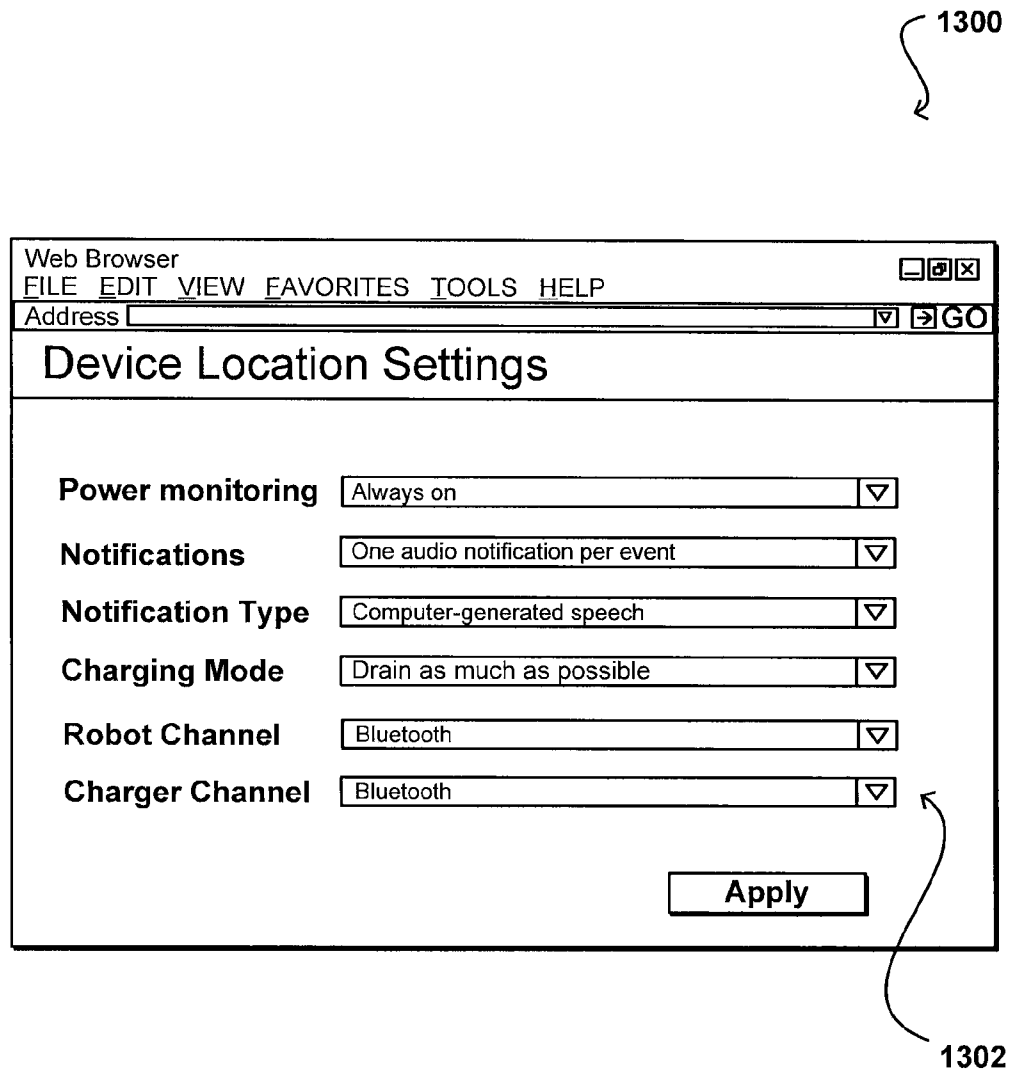 1300
Web Browser
FILE EDIT VIEW FAVORITES TOOLS HELP
Address GO
Device Location Settings
Power monitoring Always on
Notifications One audio notification per event
Notification Type Computer-generated speech
Charging Mode Drain as much as possible
Robot Channel Bluetooth
Charger Channel Bluetooth
Apply
1302